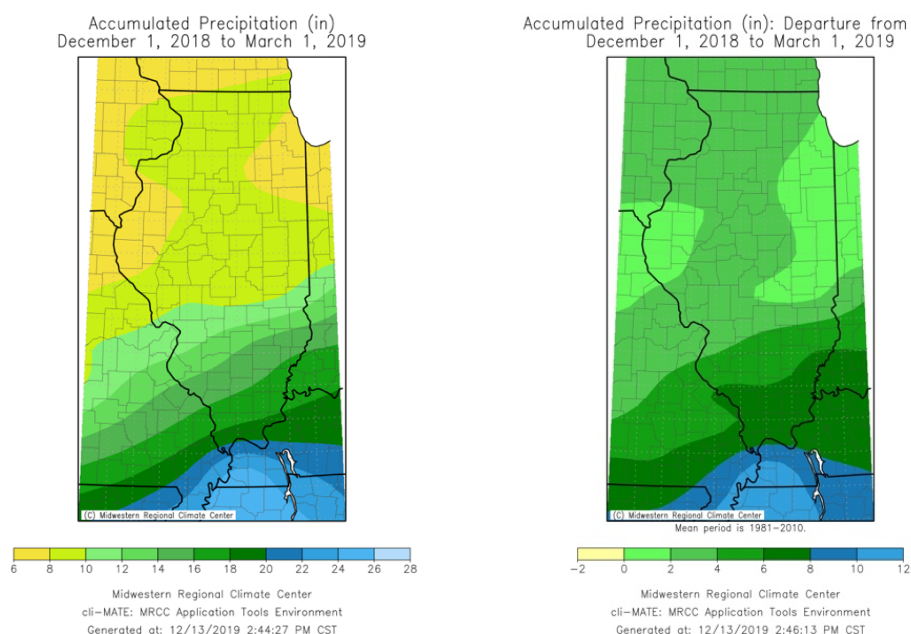 Accumulated Precipitation (in)
December 1, 2018 to March 1, 2019
(C) Midwestern Regional Climate Center
6 8 10 12 14 16 18 20 22 24 26 28
Midwestern Regional Climate Center
cli-MATE: MRCC Application Tools Environment
Generated at: 12/13/2019 2:44:27 PM CST
Accumulated Precipitation (in): Departure from
December 1, 2018 to March 1, 2019
(C) Midwestern Regional Climate Center
Mean period is 1981-2010.
-2 0 2 4 6 8 10 12
Midwestern Regional Climate Center
cli-MATE: MRCC Application Tools Environment
Generated at: 12/13/2019 2:46:13 PM CST